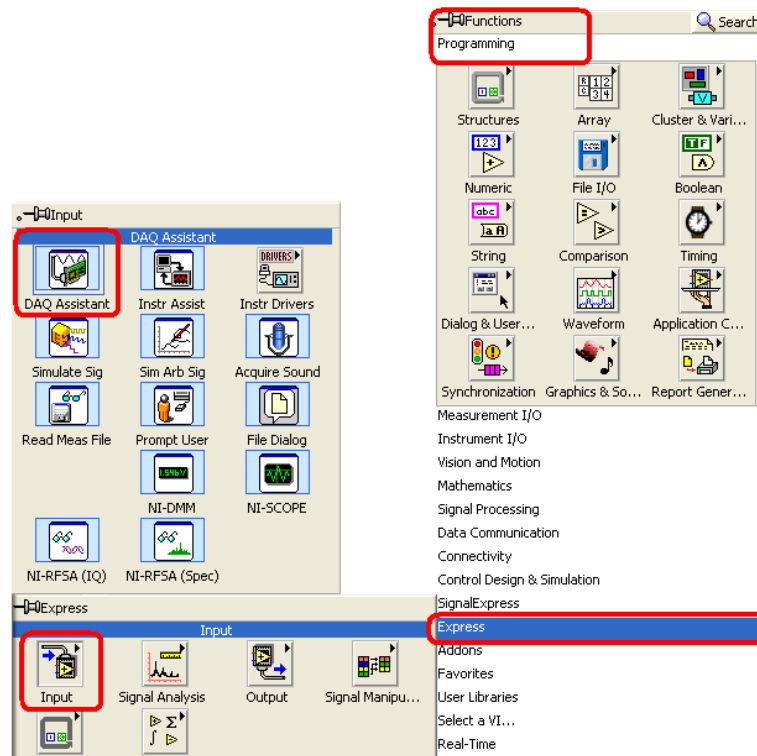 Functions
Search
Programming
Structures
Array
Cluster & Vari...
Numeric
File I/O
Boolean
String
Comparison
Timing
Dialog & User...
Waveform
Application C...
Synchronization
Graphics & So...
Report Gener...
Measurement I/O
Instrument I/O
Vision and Motion
Mathematics
Signal Processing
Data Communication
Connectivity
Control Design & Simulation
SignalExpress
Express
Addons
Favorites
User Libraries
Select a VI...
Real-Time
Input
DAQ Assistant
DAQ Assistant
Instr Assist
DRIVERS
Instr Drivers
Simulate Sig
Sim Arb Sig
Acquire Sound
Read Meas File
Prompt User
File Dialog
NI-DMM
NI-SCOPE
NI-RFSA (IQ)
NI-RFSA (Spec)
Express
Input
Input
Signal Analysis
Output
Signal Manipu...